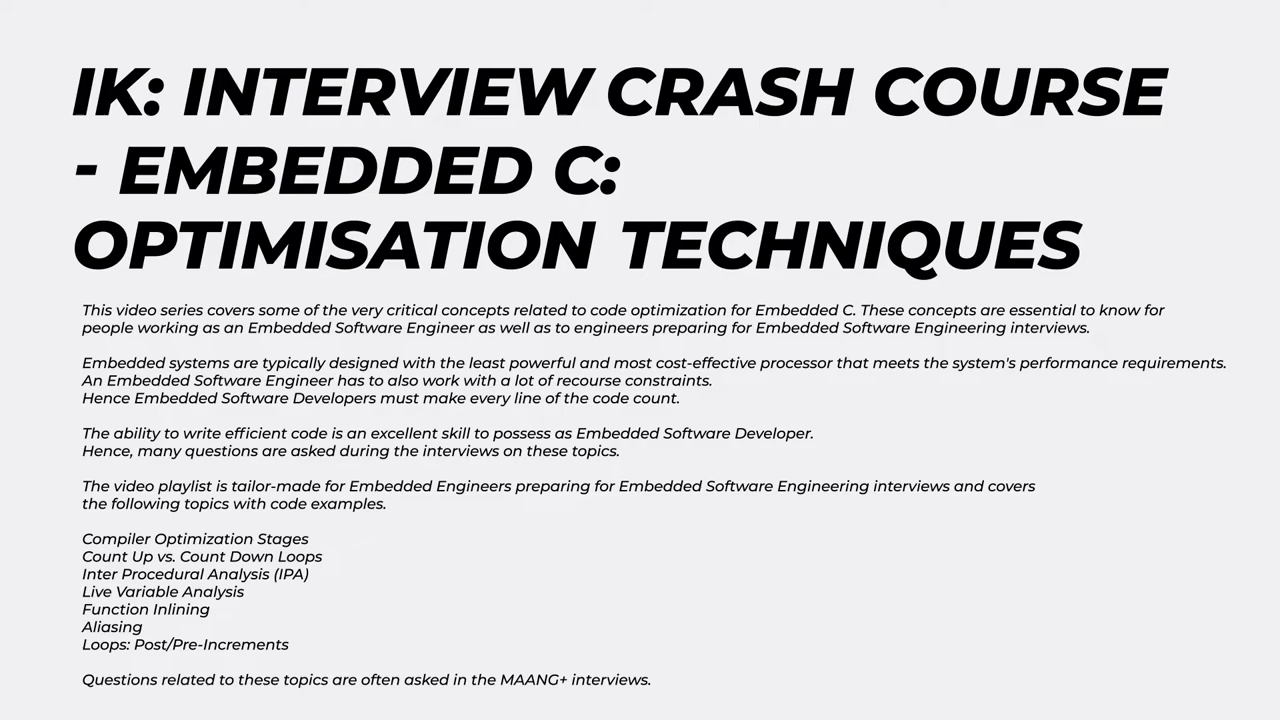 IK: INTERVIEW CRASH COURSE
- EMBEDDED C:
OPTIMISATION TECHNIQUES
This video series covers some of the very critical concepts related to code optimization for Embedded C. These concepts are essential to know for
people working as an Embedded Software Engineer as well as to engineers preparing for Embedded Software Engineering interviews.
Embedded systems are typically designed with the least powerful and most cost-effective processor that meets the system's performance requirements.
An Embedded Software Engineer has to also work with a lot of recourse constraints.
Hence Embedded Software Developers must make every line of the code count.
The ability to write efficient code is an excellent skill to possess as Embedded Software Developer.
Hence, many questions are asked during the interviews on these topics.
The video playlist is tailor-made for Embedded Engineers preparing for Embedded Software Engineering interviews and covers
the following topics with code examples.
Compiler Optimization Stages
Count Up vs. Count Down Loops
Inter Procedural Analysis (IPA)
Live Variable Analysis
Function Inlining
Aliasing
Loops: Post/Pre-Increments
Questions related to these topics are often asked in the MAANG+ interviews.